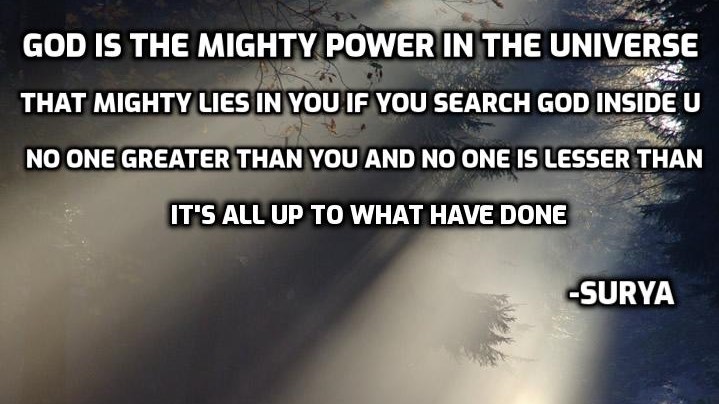 GOD IS THE MIGHTY POWER IN THE UNIVERSE
THAT MIGHTY LIES IN YOU IF YOU SEARCH GOD INSIDE U
NO ONE GREATER THAN YOU AND NO ONE IS LESSER THAN
IT'S ALL UP TO WHAT HAVE DONE
-SURYA